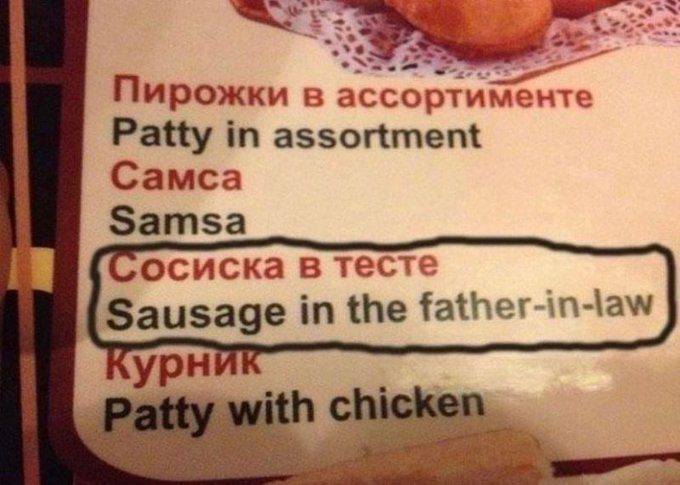 Пирожки в ассортименте
Patty in assortment
Самса
Samsa
Сосиска в тесте
Sausage in the father-in-law
Курник
Patty with chicken